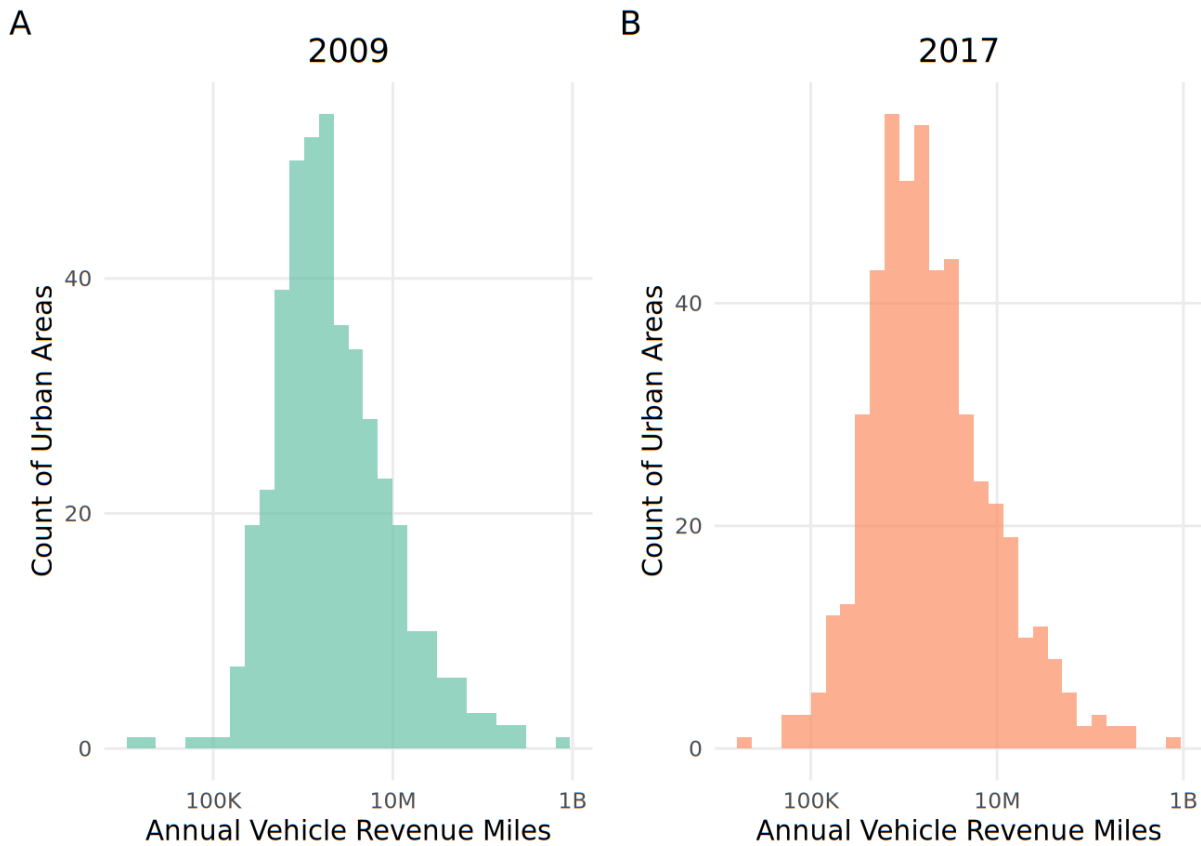 A
2009
Count of Urban Areas
40
20
0
100K
10M
1B
Annual Vehicle Revenue Miles
B
2017
Count of Urban Areas
40
20
0
100K
10M
1B
Annual Vehicle Revenue Miles